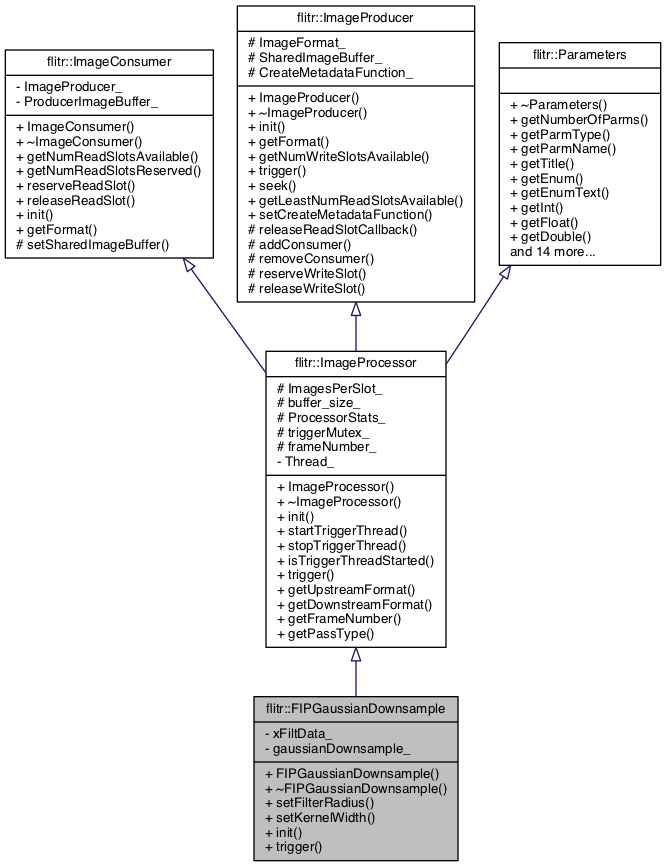 flitr::ImageProducer
# ImageFormat_
# SharedImageBuffer_
# CreateMetadataFunction_
+ ImageProducer()
+ ~ImageProducer()
+ init()
+ getFormat()
+ getNumWriteSlotsAvailable()
+ trigger()
+ seek()
+ getLeastNumReadSlotsAvailable()
+ setCreateMetadataFunction()
# releaseReadSlotCallback()
# addConsumer()
# removeConsumer()
# reserveWriteSlot()
# releaseWriteSlot()
flitr::ImageConsumer
- ImageProducer_
- ProducerImageBuffer_
+ ImageConsumer()
+ ~ImageConsumer()
+ getNumReadSlotsAvailable()
+ getNumReadSlotsReserved()
+ reserveReadSlot()
+ releaseReadSlot()
+ init()
+ getFormat()
# setSharedImageBuffer()
flitr::Parameters
+ ~Parameters()
+ getNumberOfParms()
+ getParmType()
+ getParmName()
+ getTitle()
+ getEnum()
+ getEnumText()
+ getInt()
+ getFloat()
+ getDouble()
and 14 more...
flitr::ImageProcessor
# ImagesPerSlot_
# buffer_size_
# ProcessorStats_
# triggerMutex_
# frameNumber_
- Thread_
+ ImageProcessor()
+ ~ImageProcessor()
+ init()
+ startTriggerThread()
+ stopTriggerThread()
+ isTriggerThreadStarted()
+ trigger()
+ getUpstreamFormat()
+ getDownstreamFormat()
+ getFrameNumber()
+ getPassType()
flitr::FIPGaussianDownsample
- xFiltData_
- gaussianDownsample_
+ FIPGaussianDownsample()
+ ~FIPGaussianDownsample()
+ setFilterRadius()
+ setKernelWidth()
+ init()
+ trigger()